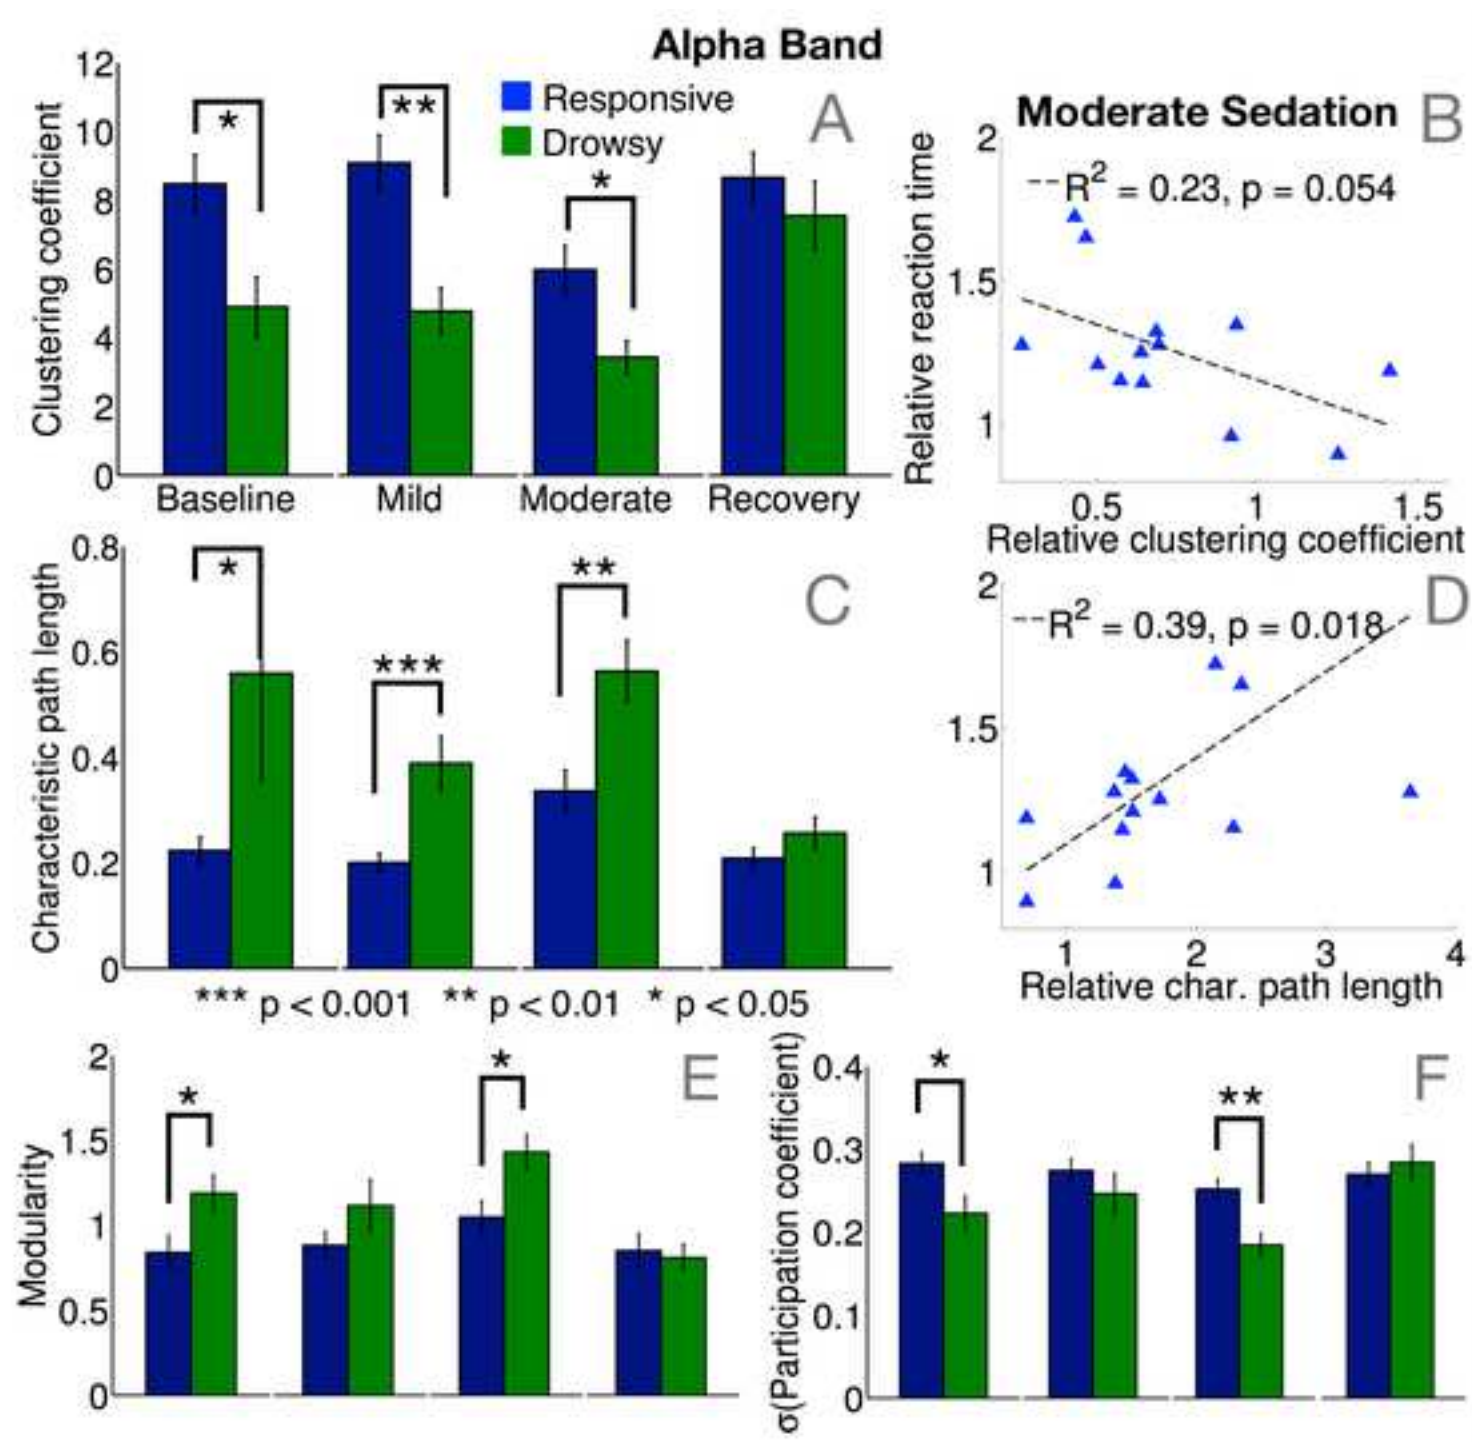 Alpha Band
Responsive
Drowsy
A
Clustering coefficient
12
10
8
6
4
2
0
*
**
*
Baseline Mild Moderate Recovery
Moderate Sedation
B
R² = 0.23, p = 0.054
Relative reaction time
2
1.5
1
0.5 1 1.5
Relative clustering coefficient
C
Characteristic path length
0.8
0.6
0.4
0.2
0
*
***
**
*** p < 0.001 ** p < 0.01 * p < 0.05
D
R² = 0.39, p = 0.018
2
1.5
1
1 2 3 4
Relative char. path length
E
Modularity
2
1.5
1
0.5
0
*
*
F
σ(Participation coefficient)
0.4
0.3
0.2
0.1
0
*
**